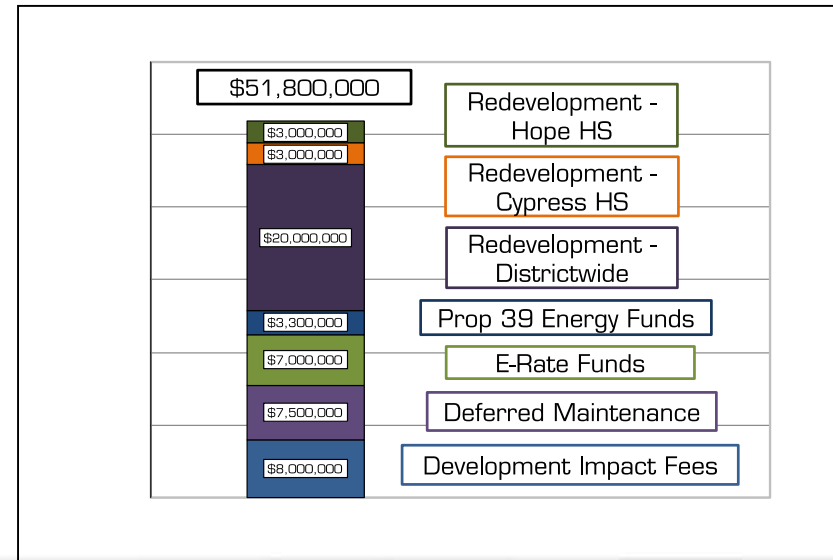 $51,800,000
Redevelopment -
Hope HS
$3,000,000
$3,000,000
Redevelopment -
Cypress HS
$20,000,000
Redevelopment -
Districtwide
$3,300,000
Prop 39 Energy Funds
$7,000,000
E-Rate Funds
$7,500,000
Deferred Maintenance
$8,000,000
Development Impact Fees